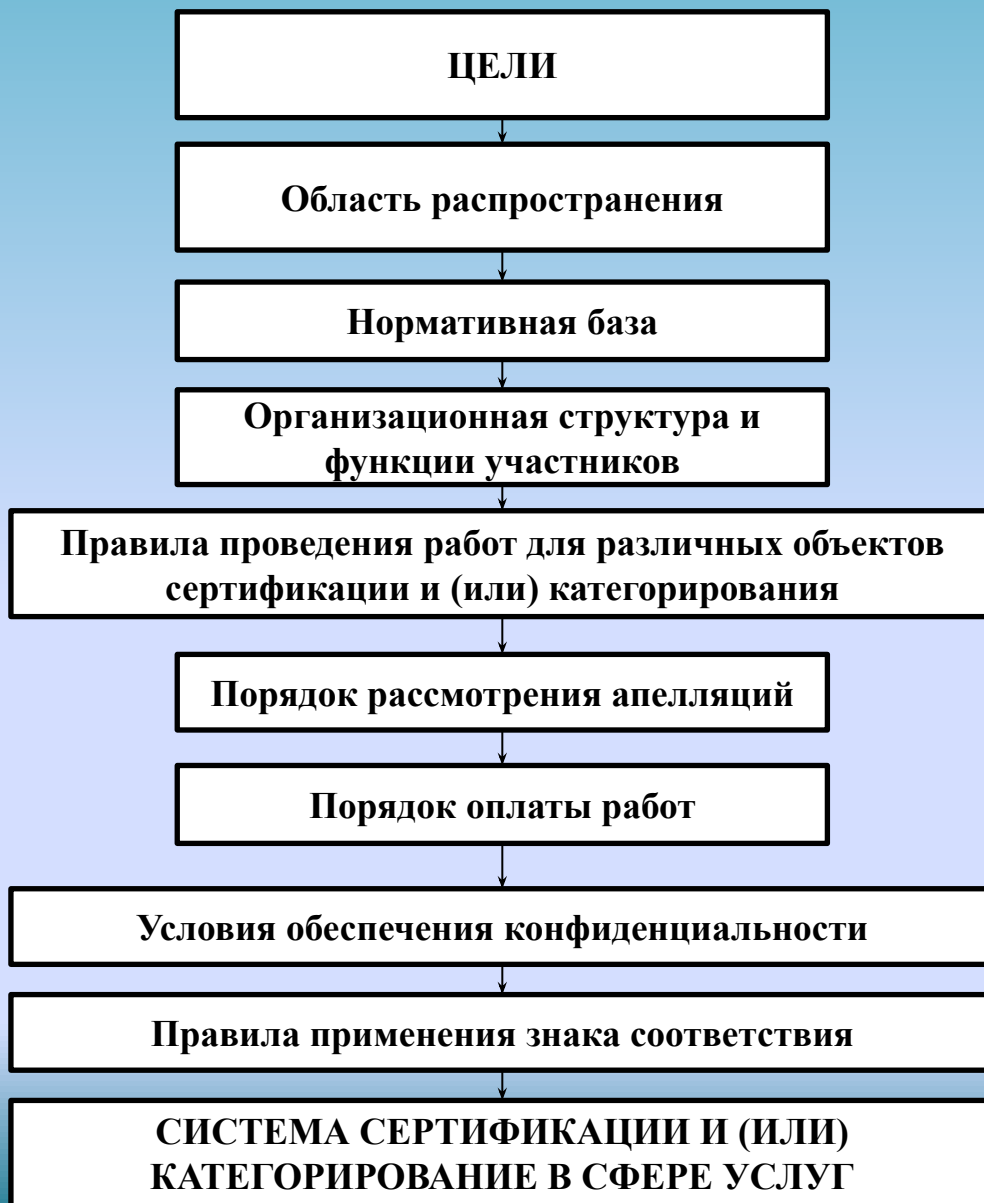 ЦЕЛИ
Область распространения
Нормативная база
Организационная структура и
функции участников
Правила проведения работ для различных объектов
сертификации и (или) категорирования
Порядок рассмотрения апелляций
Порядок оплаты работ
Условия обеспечения конфиденциальности
Правила применения знака соответствия
СИСТЕМА СЕРТИФИКАЦИИ И (ИЛИ)
КАТЕГОРИРОВАНИЕ В СФЕРЕ УСЛУГ